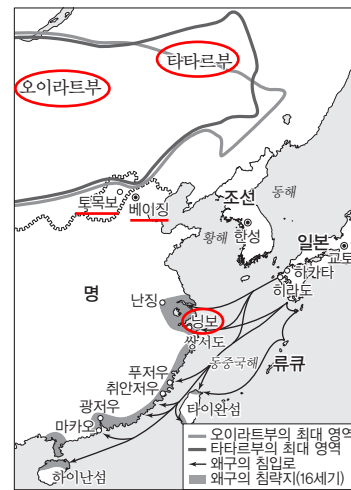 타타르부
오이라트부
토목보
베이징
조선
동해
한성
황해
일본
교토
하카타
히라도
명
난징
닝보
쌍서도
동중국해
류큐
푸저우
취안저우
타이완섬
광저우
마카오
하이난섬
오이라트부의 최대 영역
타타르부의 최대 영역
왜구의 침입로
왜구의 침략지(16세기)